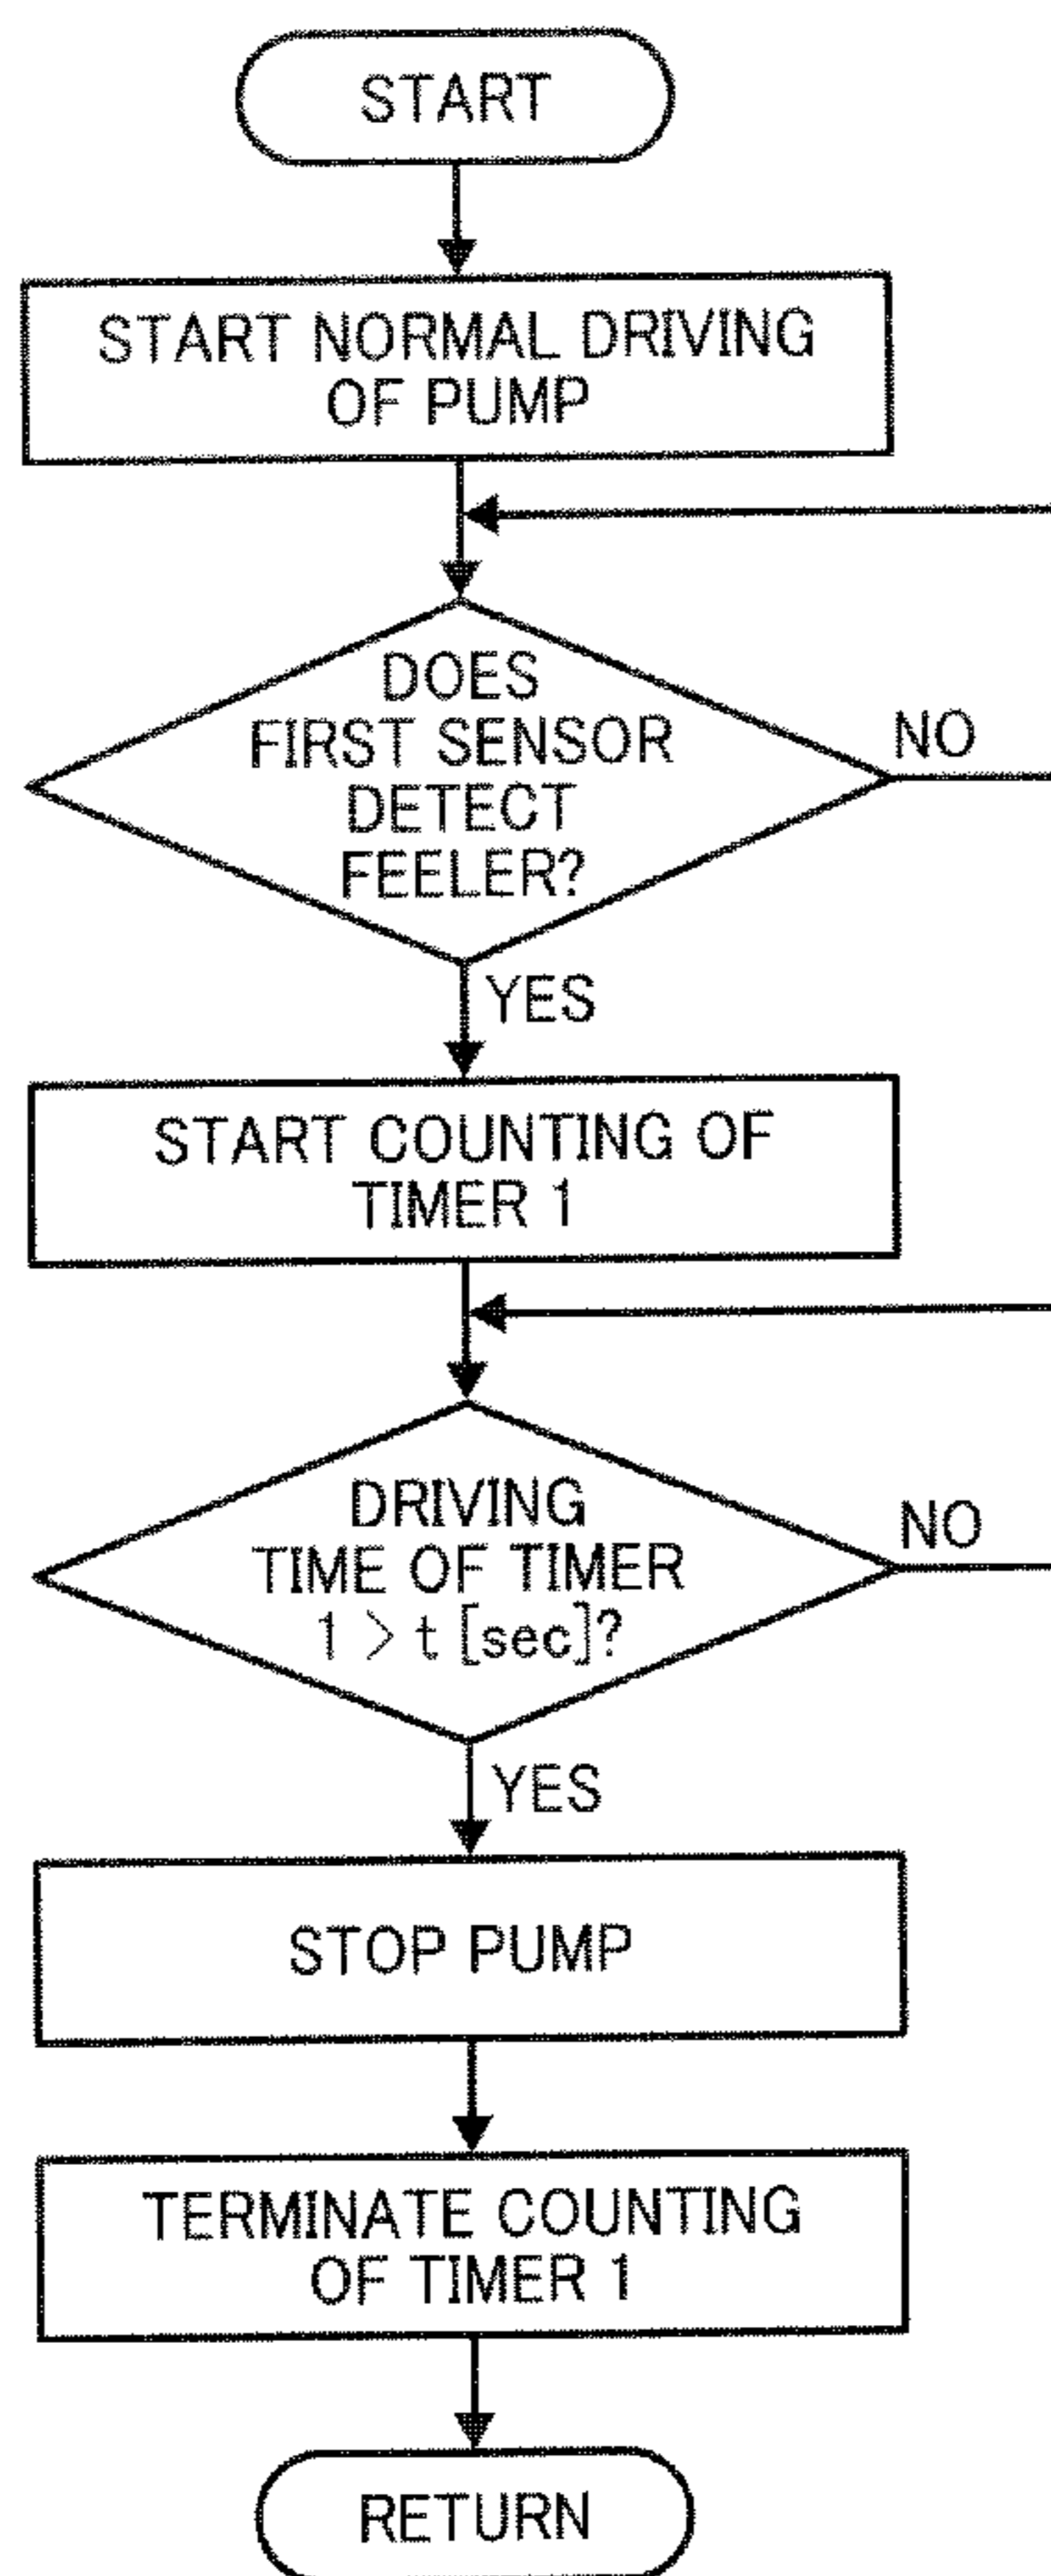 START
START NORMAL DRIVING
OF PUMP
DOES
FIRST SENSOR
DETECT
FEELER?
NO
YES
START COUNTING OF
TIMER 1
DRIVING
TIME OF TIMER
1 > t [sec]?
NO
YES
STOP PUMP
TERMINATE COUNTING
OF TIMER 1
RETURN